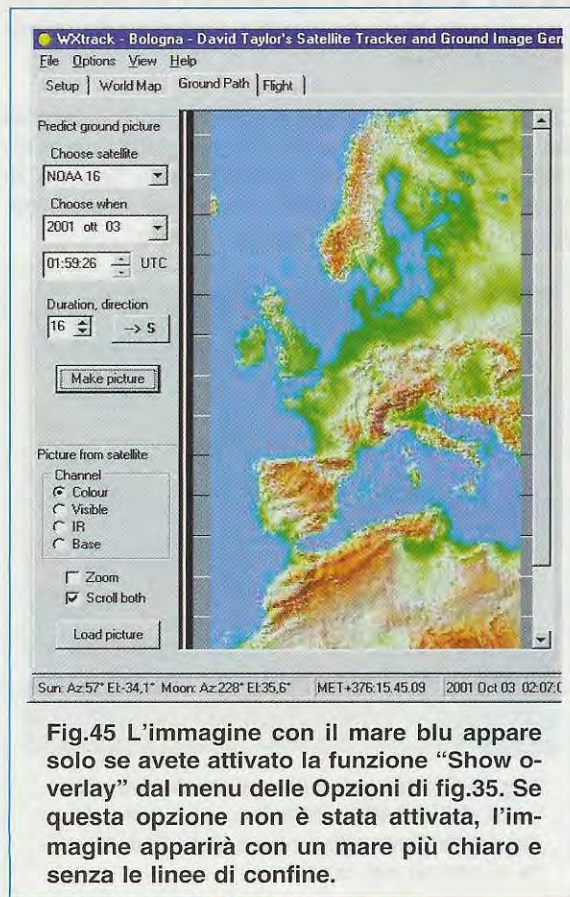 WXtrack - Bologna - David Taylor's Satellite Tracker and Ground Image Ger
File Options View Help
Setup World Map Ground Path Flight
Predict ground picture
Choose satellite
NOAA 16
Choose when
2001 ott 03
01:59:26 UTC
Duration, direction
16 --> S
Make picture
Picture from satellite
Channel
Colour
Visible
IR
Base
Zoom
Scroll both
Load picture
Sun: Az:57° El:-34,1° Moon: Az:228° El:35,6° MET+376:15.45.09 2001 Oct 03 02:07:0
Fig.45 L'immagine con il mare blu appare
solo se avete attivato la funzione “Show o-
verlay” dal menu delle Opzioni di fig.35. Se
questa opzione non è stata attivata, l'im-
magine apparirà con un mare più chiaro e
senza le linee di confine.